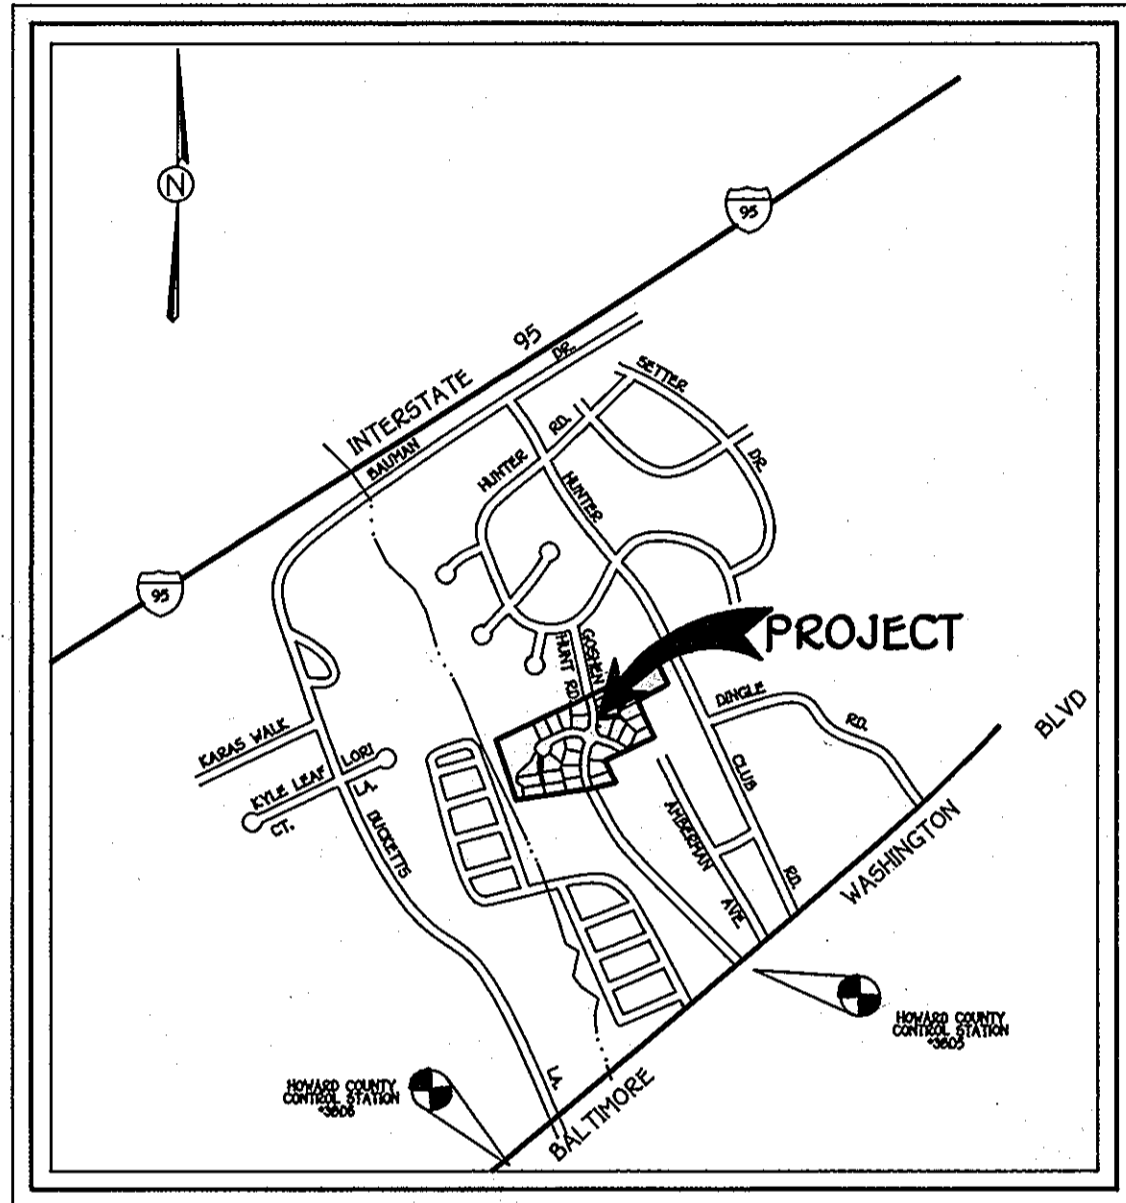 N
95
INTERSTATE 95
BAUMAN DR.
SETTER DR.
HUNTER RD.
HUNTER CLUB RD.
95
GOSHEN
HUNT RD.
PROJECT
DINGLE RD.
KARAS WALK
LORI LA.
KYLE LEAF CT.
DUCKETTS LA.
AMBERMAN AVE.
BALTIMORE WASHINGTON BLVD
HOWARD COUNTY
CONTROL STATION
HOWARD COUNTY
CONTROL STATION